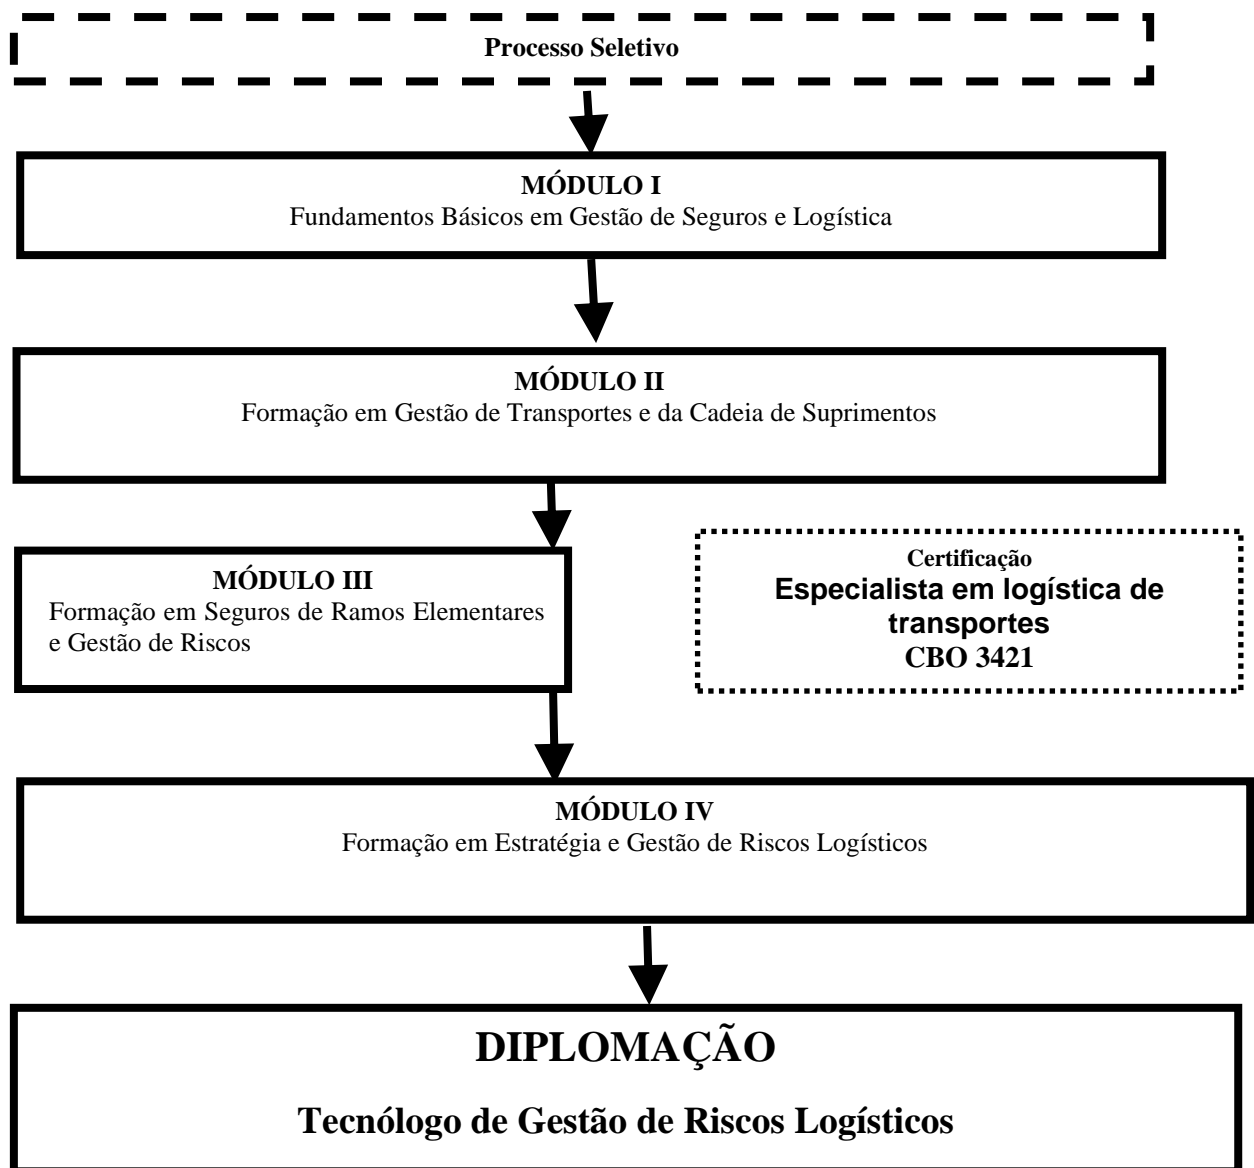 Processo Seletivo
MÓDULO I
Fundamentos Básicos em Gestão de Seguros e Logística
MÓDULO II
Formação em Gestão de Transportes e da Cadeia de Suprimentos
MÓDULO III
Formação em Seguros de Ramos Elementares
e Gestão de Riscos
Certificação
Especialista em logística de
transportes
CBO 3421
MÓDULO IV
Formação em Estratégia e Gestão de Riscos Logísticos
DIPLOMAÇÃO
Tecnólogo de Gestão de Riscos Logísticos